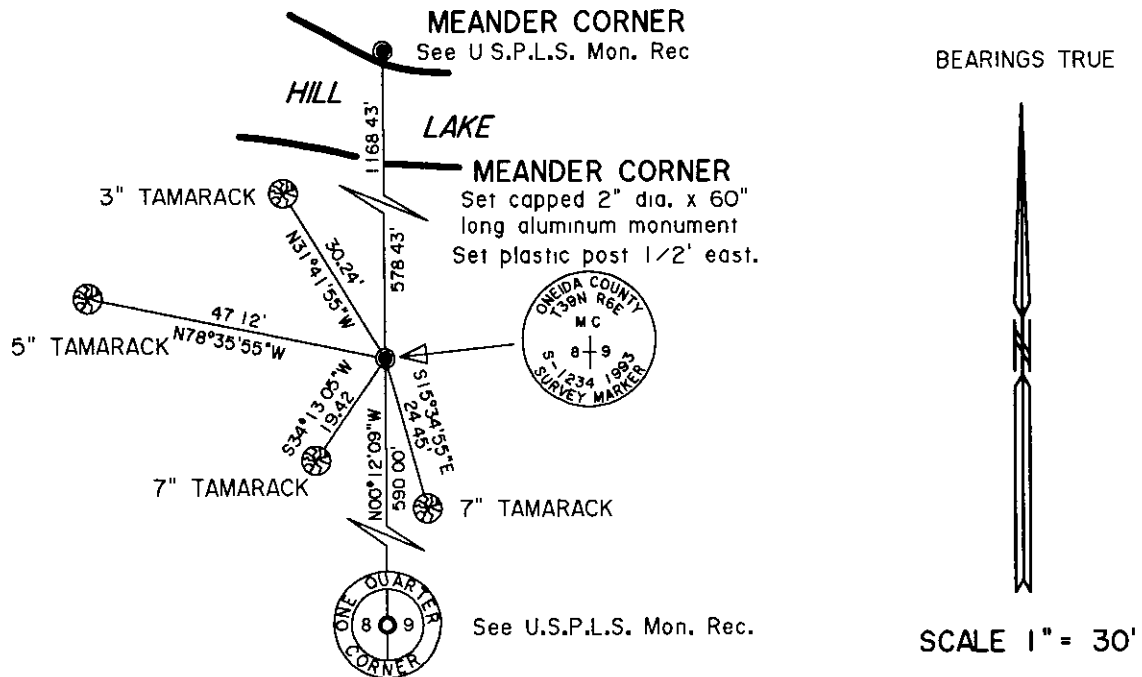 MEANDER CORNER
See U S.P.L.S. Mon. Rec
BEARINGS TRUE
HILL
LAKE
1168 43'
MEANDER CORNER
Set capped 2" dia. x 60"
long aluminum monument
Set plastic post 1/2' east.
3" TAMARACK
30.24'
N31°41'55"W
578 43'
ONEIDA COUNTY
T39N R6E
M C
8 9
S-1234 1993
SURVEY MARKER
47 12'
N78°35'55"W
5" TAMARACK
S34°13 05"W
19.42
7" TAMARACK
N00°12'09"W
590 00'
S15°34'55"E
24 45'
7" TAMARACK
ONE QUARTER
8 9
CORNER
See U.S.P.L.S. Mon. Rec.
SCALE 1" = 30'